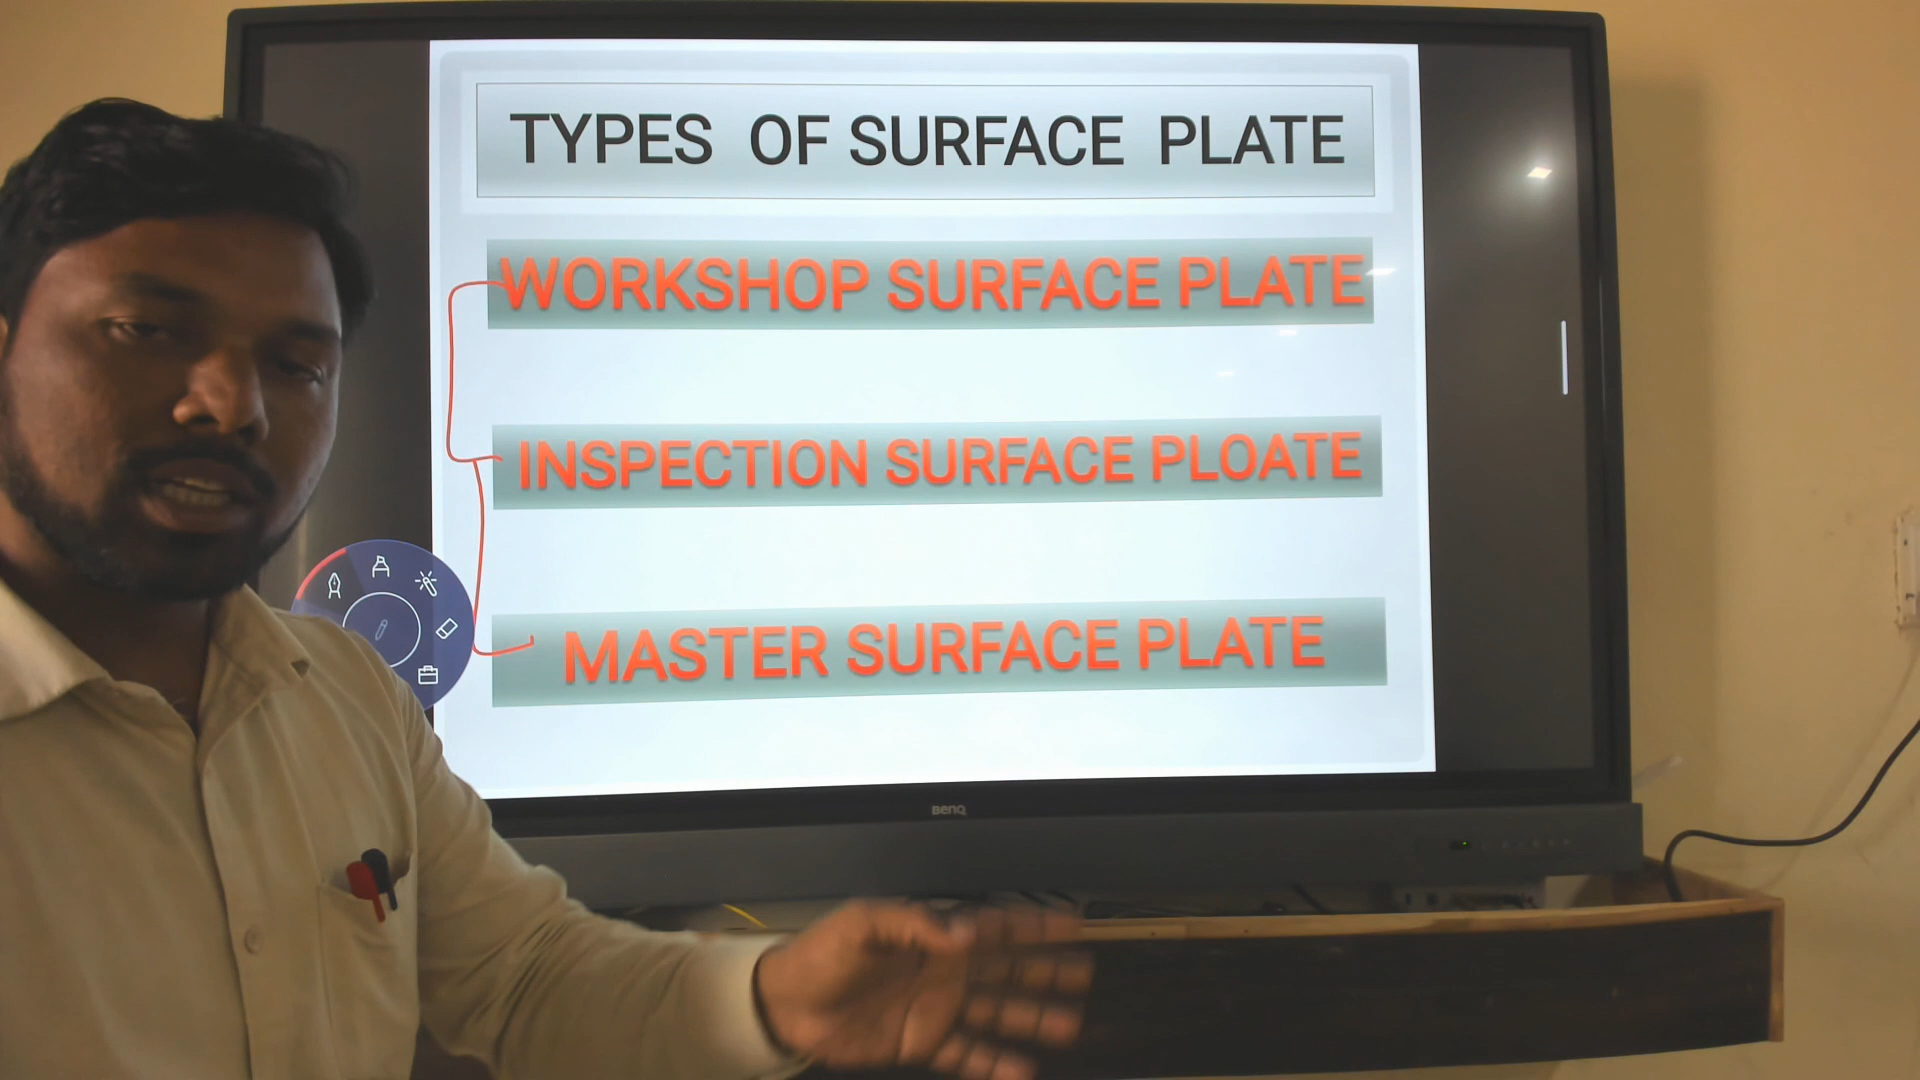 TYPES OF SURFACE PLATE
WORKSHOP SURFACE PLATE
INSPECTION SURFACE PLOATE
MASTER SURFACE PLATE
BenQ